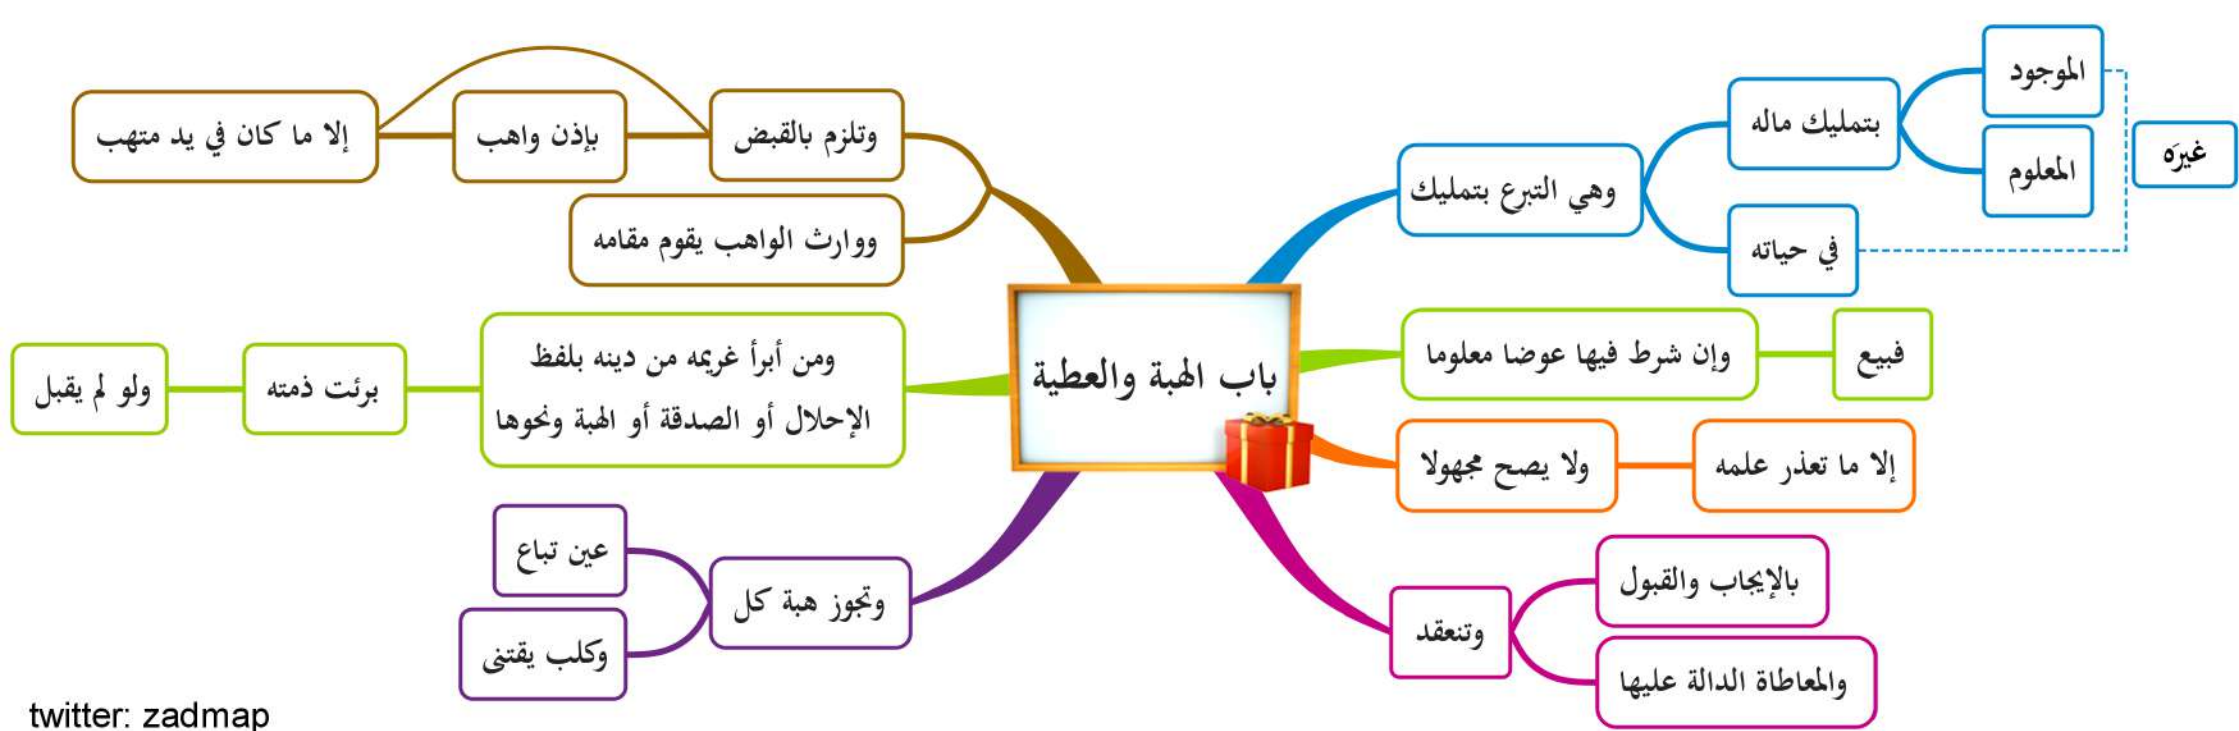 باب الهبة والعطية
وهي التبرع بتمليك
بتمليك ماله
الموجود
المعلوم
في حياته
غيرَه
وإن شرط فيها عوضا معلوما
فبيع
ولا يصح مجهولا
إلا ما تعذر علمه
وتنعقد
بالإيجاب والقبول
والمعاطاة الدالة عليها
وتلزم بالقبض
بإذن واهب
إلا ما كان في يد متهب
ووارث الواهب يقوم مقامه
ومن أبرأ غريمه من دينه بلفظ
الإحلال أو الصدقة أو الهبة ونحوها
برئت ذمته
ولو لم يقبل
وتجوز هبة كل
عين تباع
وكلب يقتنى
twitter: zadmap